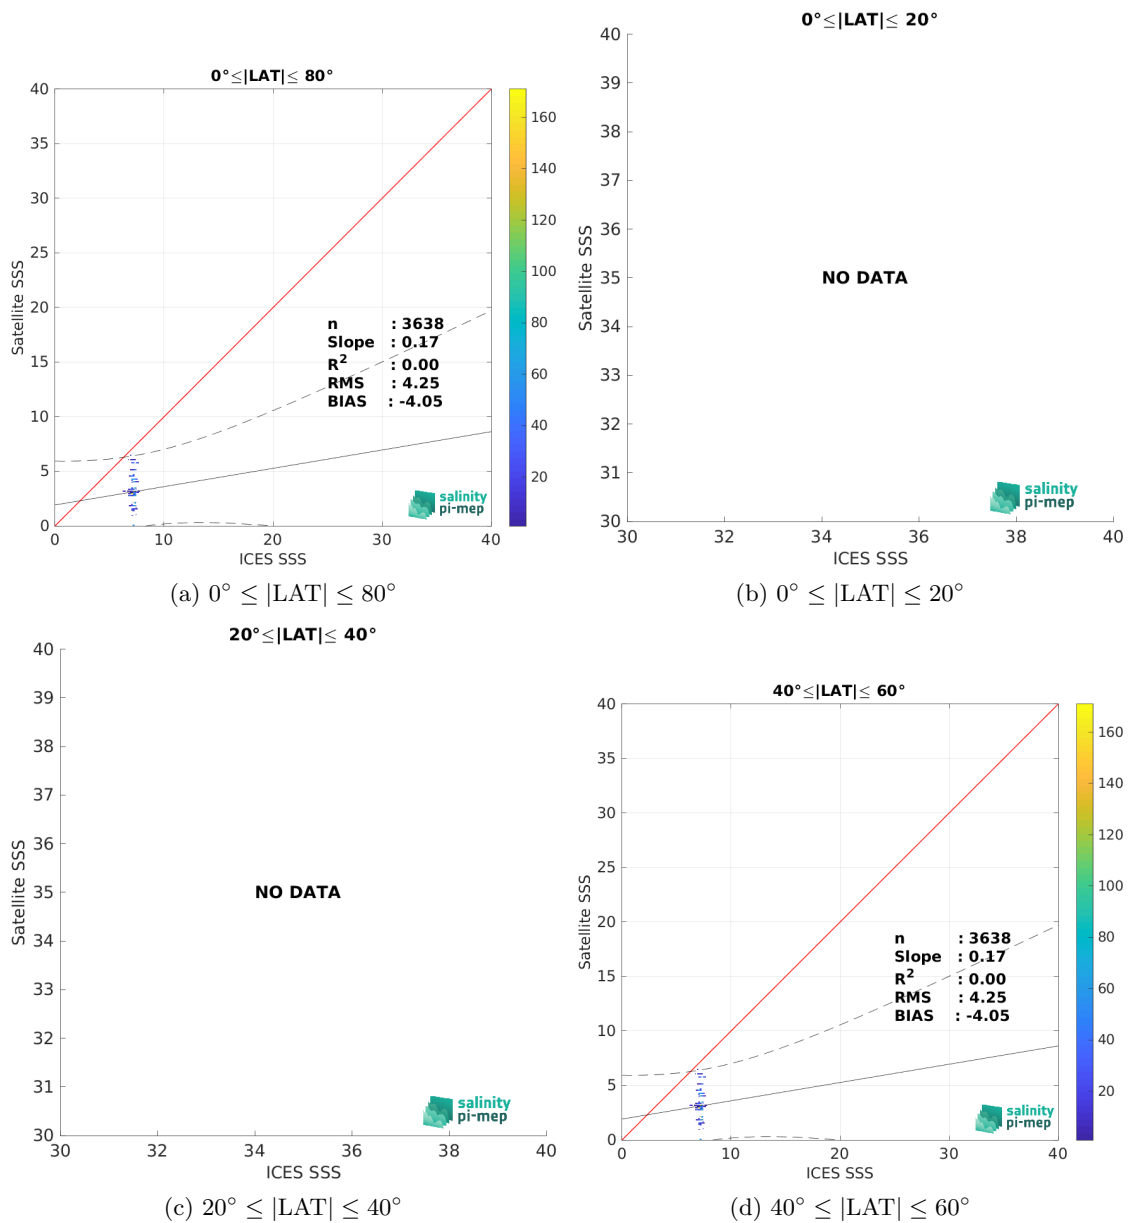 0°≤|LAT|≤ 80°
40
35
30
25
20
15
10
5
0
Satellite SSS
0
10
20
30
40
ICES SSS
n : 3638
Slope : 0.17
R² : 0.00
RMS : 4.25
BIAS : -4.05
salinity
pi-mep
160
140
120
100
80
60
40
20
(a) 0° ≤ |LAT| ≤ 80°
0°≤|LAT|≤ 20°
40
39
38
37
36
35
34
33
32
31
30
Satellite SSS
NO DATA
salinity
pi-mep
30
32
34
36
38
40
ICES SSS
(b) 0° ≤ |LAT| ≤ 20°
20°≤|LAT|≤ 40°
40
39
38
37
36
35
34
33
32
31
30
Satellite SSS
NO DATA
salinity
pi-mep
30
32
34
36
38
40
ICES SSS
(c) 20° ≤ |LAT| ≤ 40°
40°≤|LAT|≤ 60°
40
35
30
25
20
15
10
5
0
Satellite SSS
0
10
20
30
40
ICES SSS
n : 3638
Slope : 0.17
R² : 0.00
RMS : 4.25
BIAS : -4.05
salinity
pi-mep
160
140
120
100
80
60
40
20
(d) 40° ≤ |LAT| ≤ 60°